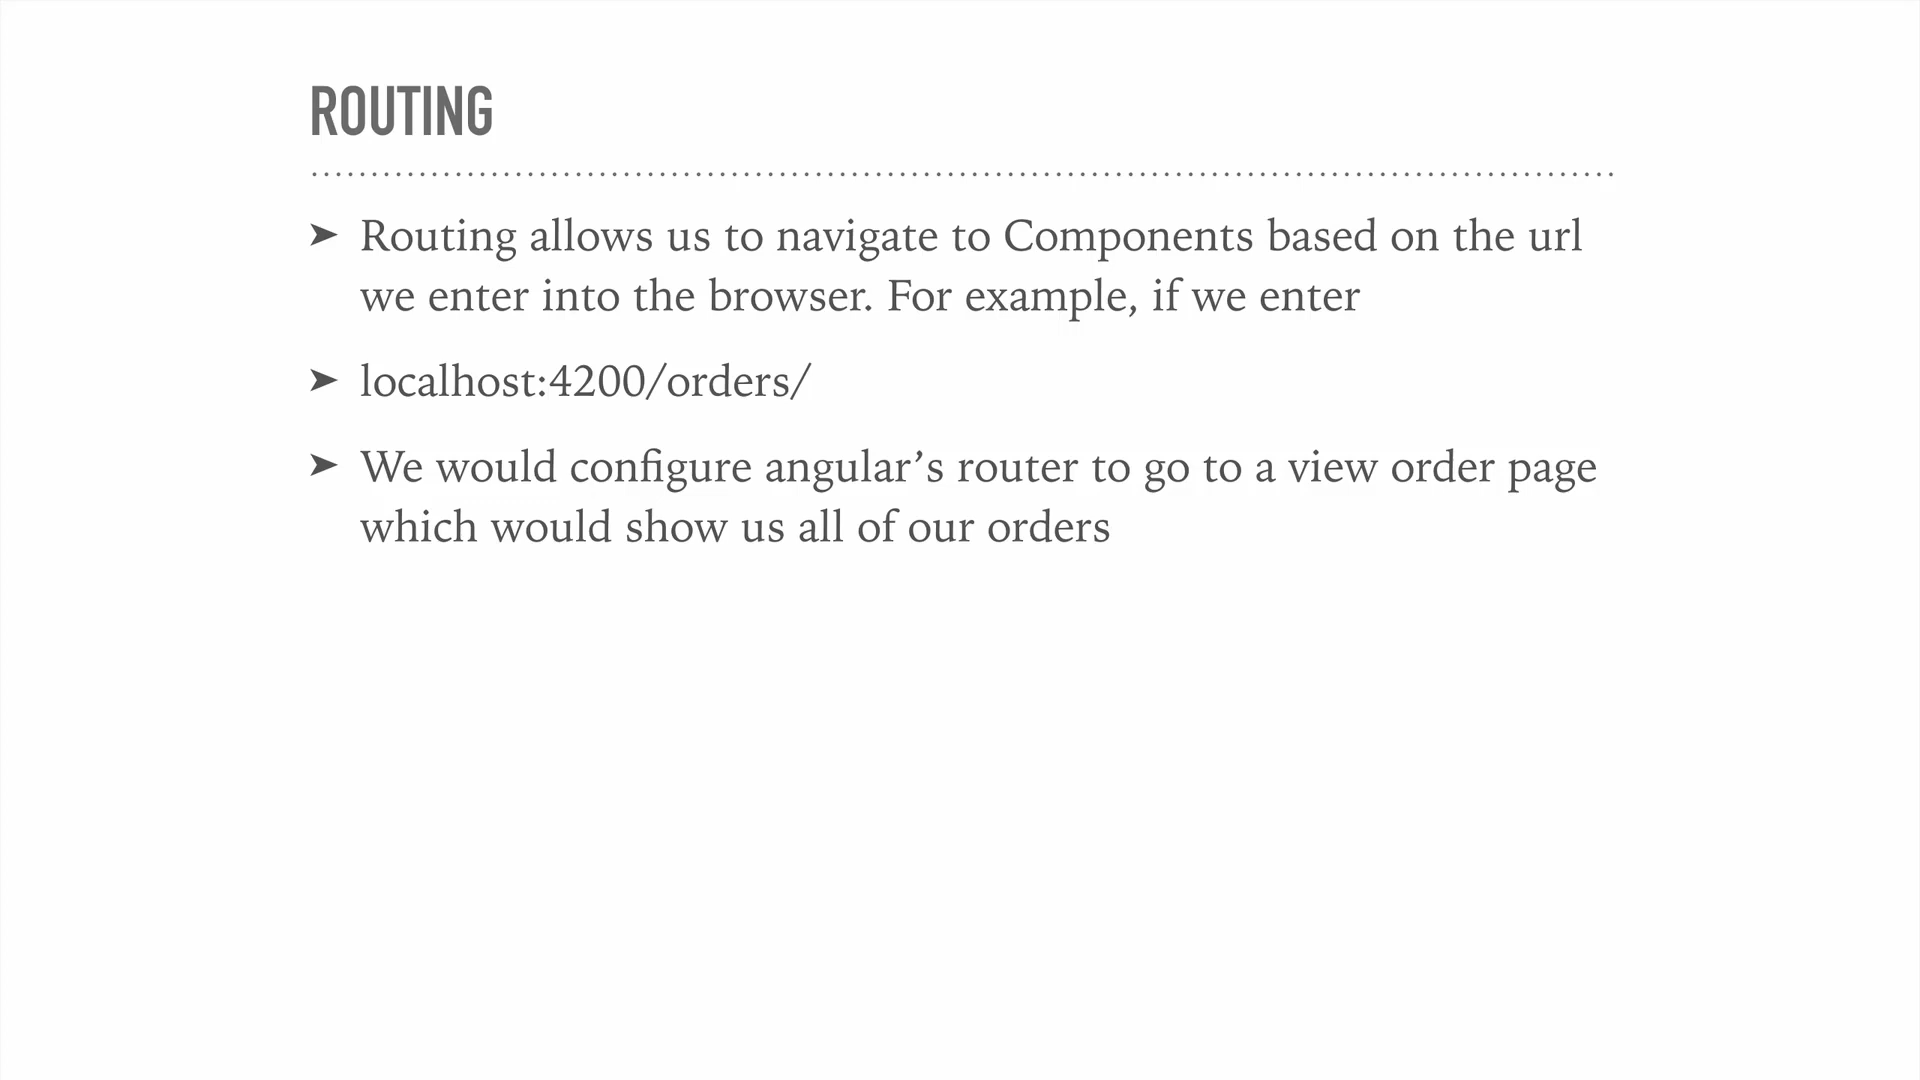 ROUTING
➤ Routing allows us to navigate to Components based on the url
we enter into the browser. For example, if we enter
➤ localhost:4200/orders/
➤ We would configure angular’s router to go to a view order page
which would show us all of our orders